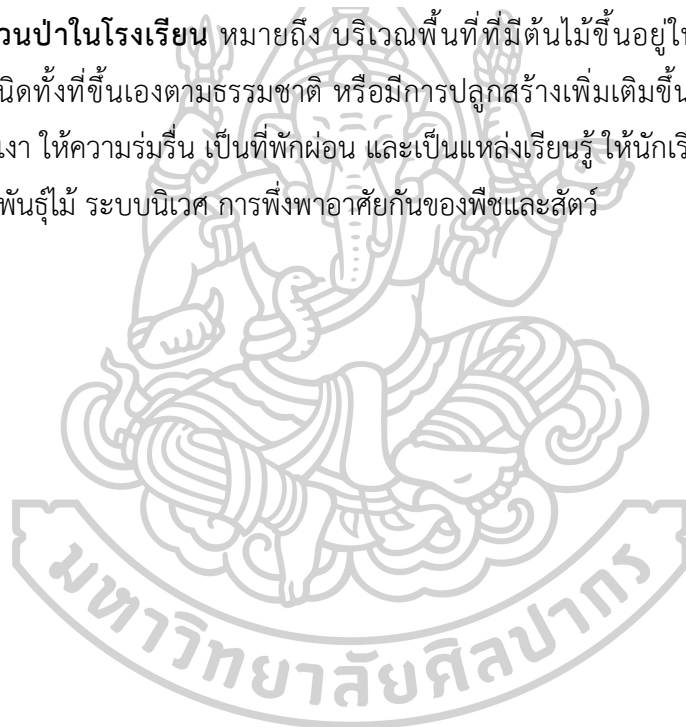 วนป่าในโรงเรียน หมายถึง บริเวณพื้นที่ที่มีต้นไม้ขึ้นอยู่ใน
นิดทั้งที่ขึ้นเองตามธรรมชาติ หรือมีการปลูกสร้างเพิ่มเติมขึ้น
เงา ให้ความร่มรื่น เป็นที่พักผ่อน และเป็นแหล่งเรียนรู้ ให้นักเรี
พันธุ์ไม้ ระบบนิเวศ การพึ่งพาอาศัยกันของพืชและสัตว์
มหาวิทยาลัยศิลปากร